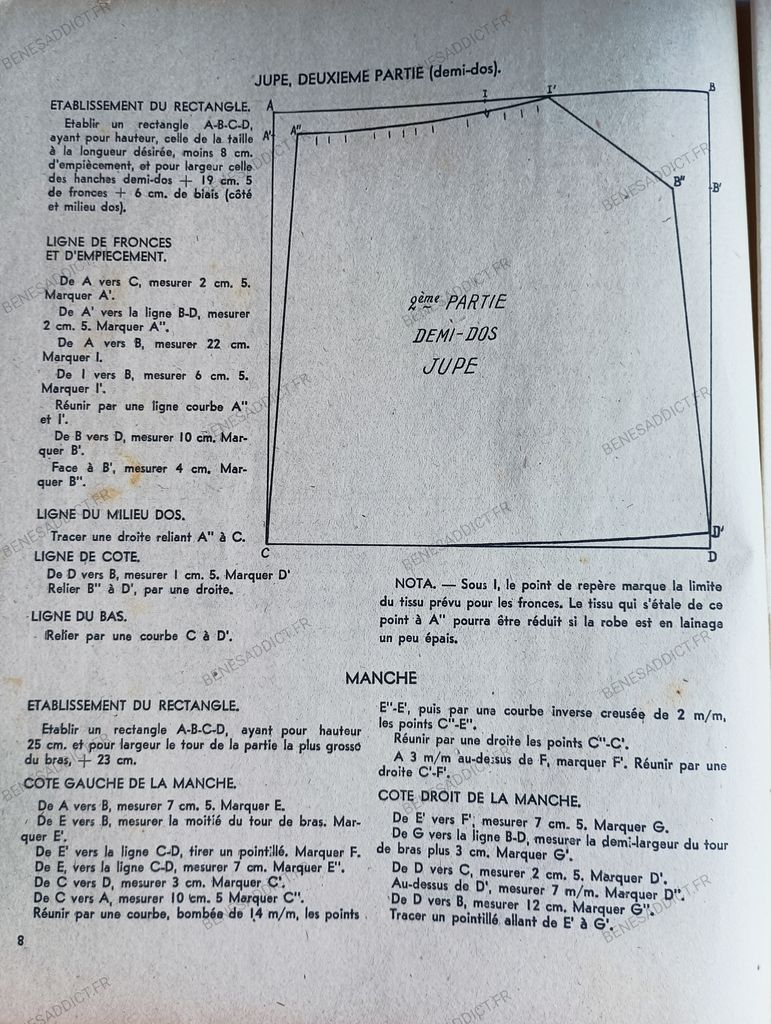 JUPE, DEUXIEME PARTIE (demi-dos).
ETABLISSEMENT DU RECTANGLE.
Etablir un rectangle A-B-C-D,
ayant pour hauteur, celle de la taille
à la longueur désirée, moins 8 cm.
d'empiècement, et pour largeur celle
des hanches demi-dos + 19 cm. 5
de fronces + 6 cm. de biais (côté
et milieu dos).
LIGNE DE FRONCES
ET D'EMPIECEMENT.
De A vers C, mesurer 2 cm. 5.
Marquer A'.
De A' vers la ligne B-D, mesurer
2 cm. 5. Marquer A".
De A vers B, mesurer 22 cm.
Marquer I.
De I vers B, mesurer 6 cm. 5.
Marquer I'.
Réunir par une ligne courbe A"
et I'.
De B vers D, mesurer 10 cm. Mar-
quer B'.
Face à B', mesurer 4 cm. Mar-
quer B".
LIGNE DU MILIEU DOS.
Tracer une droite reliant A" à C.
LIGNE DE COTE.
De D vers B, mesurer 1 cm. 5. Marquer D'
Relier B" à D', par une droite.
LIGNE DU BAS.
Relier par une courbe C à D'.
A
I
I'
B
A'
A"
B"
B'
2ème PARTIE
DEMI-DOS
JUPE
D'
C
D
NOTA. — Sous I, le point de repère marque la limite
du tissu prévu pour les fronces. Le tissu qui s'étale de ce
point à A" pourra être réduit si la robe est en lainage
un peu épais.
MANCHE
ETABLISSEMENT DU RECTANGLE.
Etablir un rectangle A-B-C-D, ayant pour hauteur
25 cm. et pour largeur le tour de la partie la plus grosse
du bras, + 23 cm.
COTE GAUCHE DE LA MANCHE.
De A vers B, mesurer 7 cm. 5. Marquer E.
De E vers B, mesurer la moitié du tour de bras. Mar-
quer E'.
De E' vers la ligne C-D, tirer un pointillé. Marquer F.
De E, vers la ligne C-D, mesurer 7 cm. Marquer E".
De C vers D, mesurer 3 cm. Marquer C'.
De C vers A, mesurer 10 cm. 5 Marquer C".
Réunir par une courbe, bombée de 14 m/m, les points
E"-E', puis par una courbe inverse creusée de 2 m/m,
les points C"-E".
Réunir par une droite les points C"-C'.
A 3 m/m au-dessus de F, marquer F'. Réunir par une
droite C'-F'.
COTE DROIT DE LA MANCHE.
De E' vers F', mesurer 7 cm. 5. Marquer G.
De G vers la ligne B-D, mesurer la demi-largeur du tour
de bras plus 3 cm. Marquer G'.
De D vers C, mesurer 2 cm. 5. Marquer D'.
Au-dessus de D', mesurer 7 m/m. Marquer D".
De D vers B, mesurer 12 cm. Marquer G".
Tracer un pointillé allant de E' à G'.
8
BENESADDICT.FR